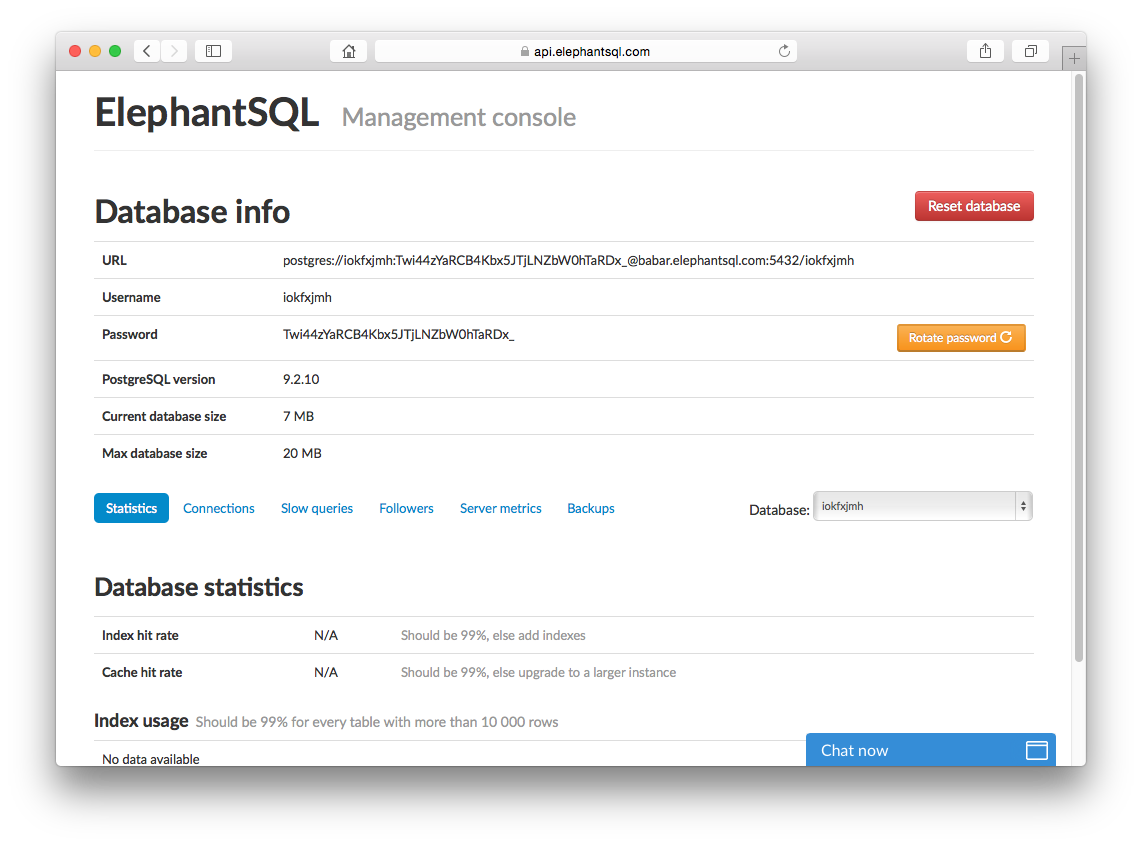 api.elephantsql.com
ElephantSQL Management console
Database info
Reset database
URL postgres://iokfxjmh:Twi44zYaRCB4Kbx5JTjLNZbW0hTaRDx_@babar.elephantsql.com:5432/iokfxjmh
Username iokfxjmh
Password Twi44zYaRCB4Kbx5JTjLNZbW0hTaRDx_ Rotate password
PostgreSQL version 9.2.10
Current database size 7 MB
Max database size 20 MB
Statistics Connections Slow queries Followers Server metrics Backups Database: iokfxjmh
Database statistics
Index hit rate N/A Should be 99%, else add indexes
Cache hit rate N/A Should be 99%, else upgrade to a larger instance
Index usage Should be 99% for every table with more than 10 000 rows
No data available
Chat now